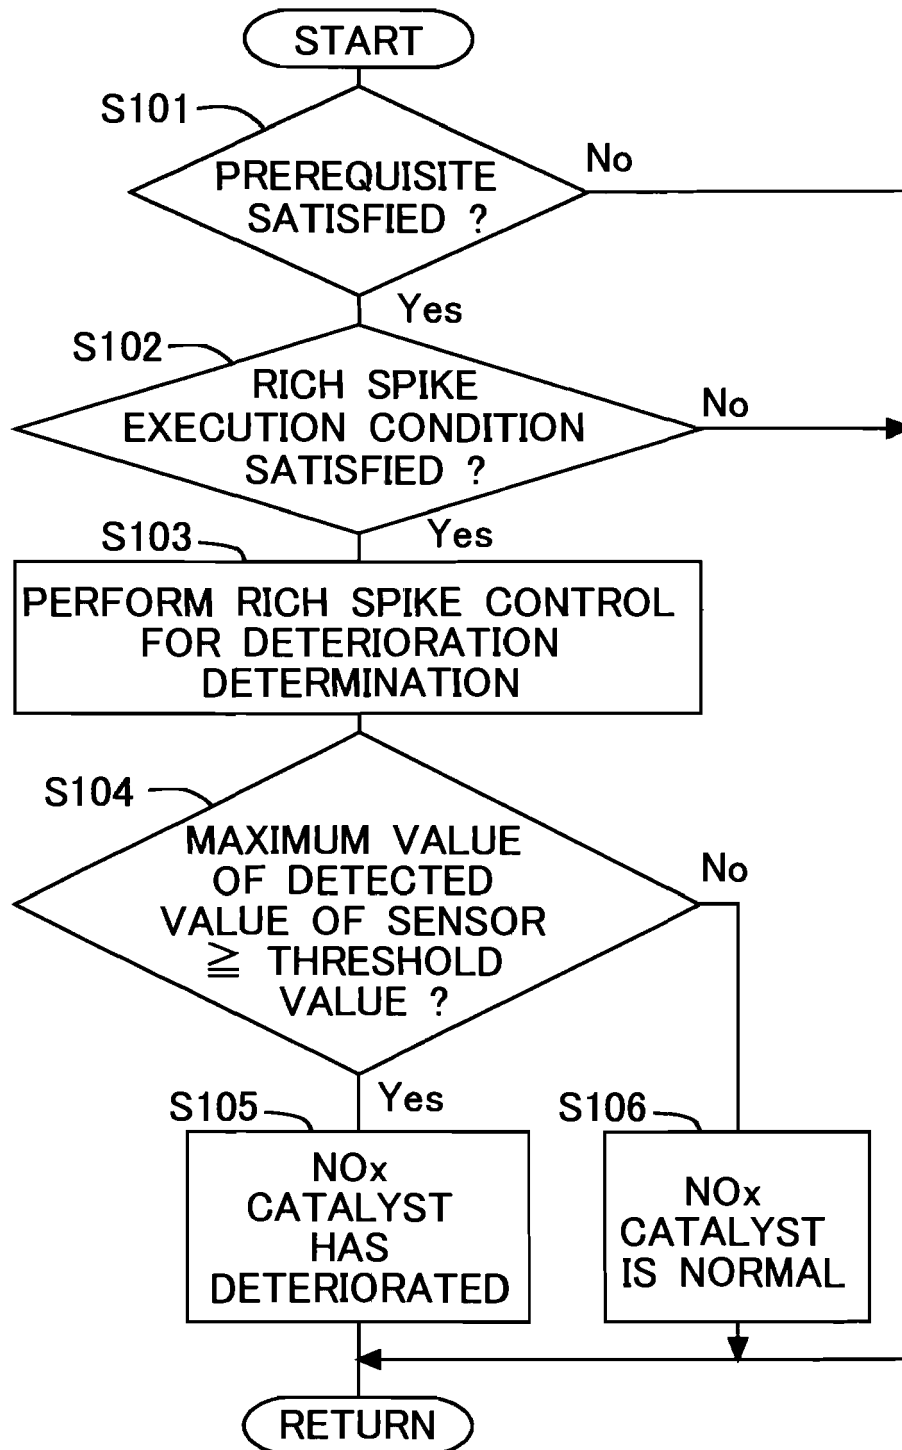 START
S101
No
PREREQUISITE
SATISFIED ?
Yes
S102
RICH SPIKE
EXECUTION CONDITION
SATISFIED ?
No
Yes
S103
PERFORM RICH SPIKE CONTROL
FOR DETERIORATION
DETERMINATION
S104
MAXIMUM VALUE
OF DETECTED
VALUE OF SENSOR
≧ THRESHOLD
VALUE ?
No
Yes
S105
NOx
CATALYST
HAS
DETERIORATED
S106
NOx
CATALYST
IS NORMAL
RETURN